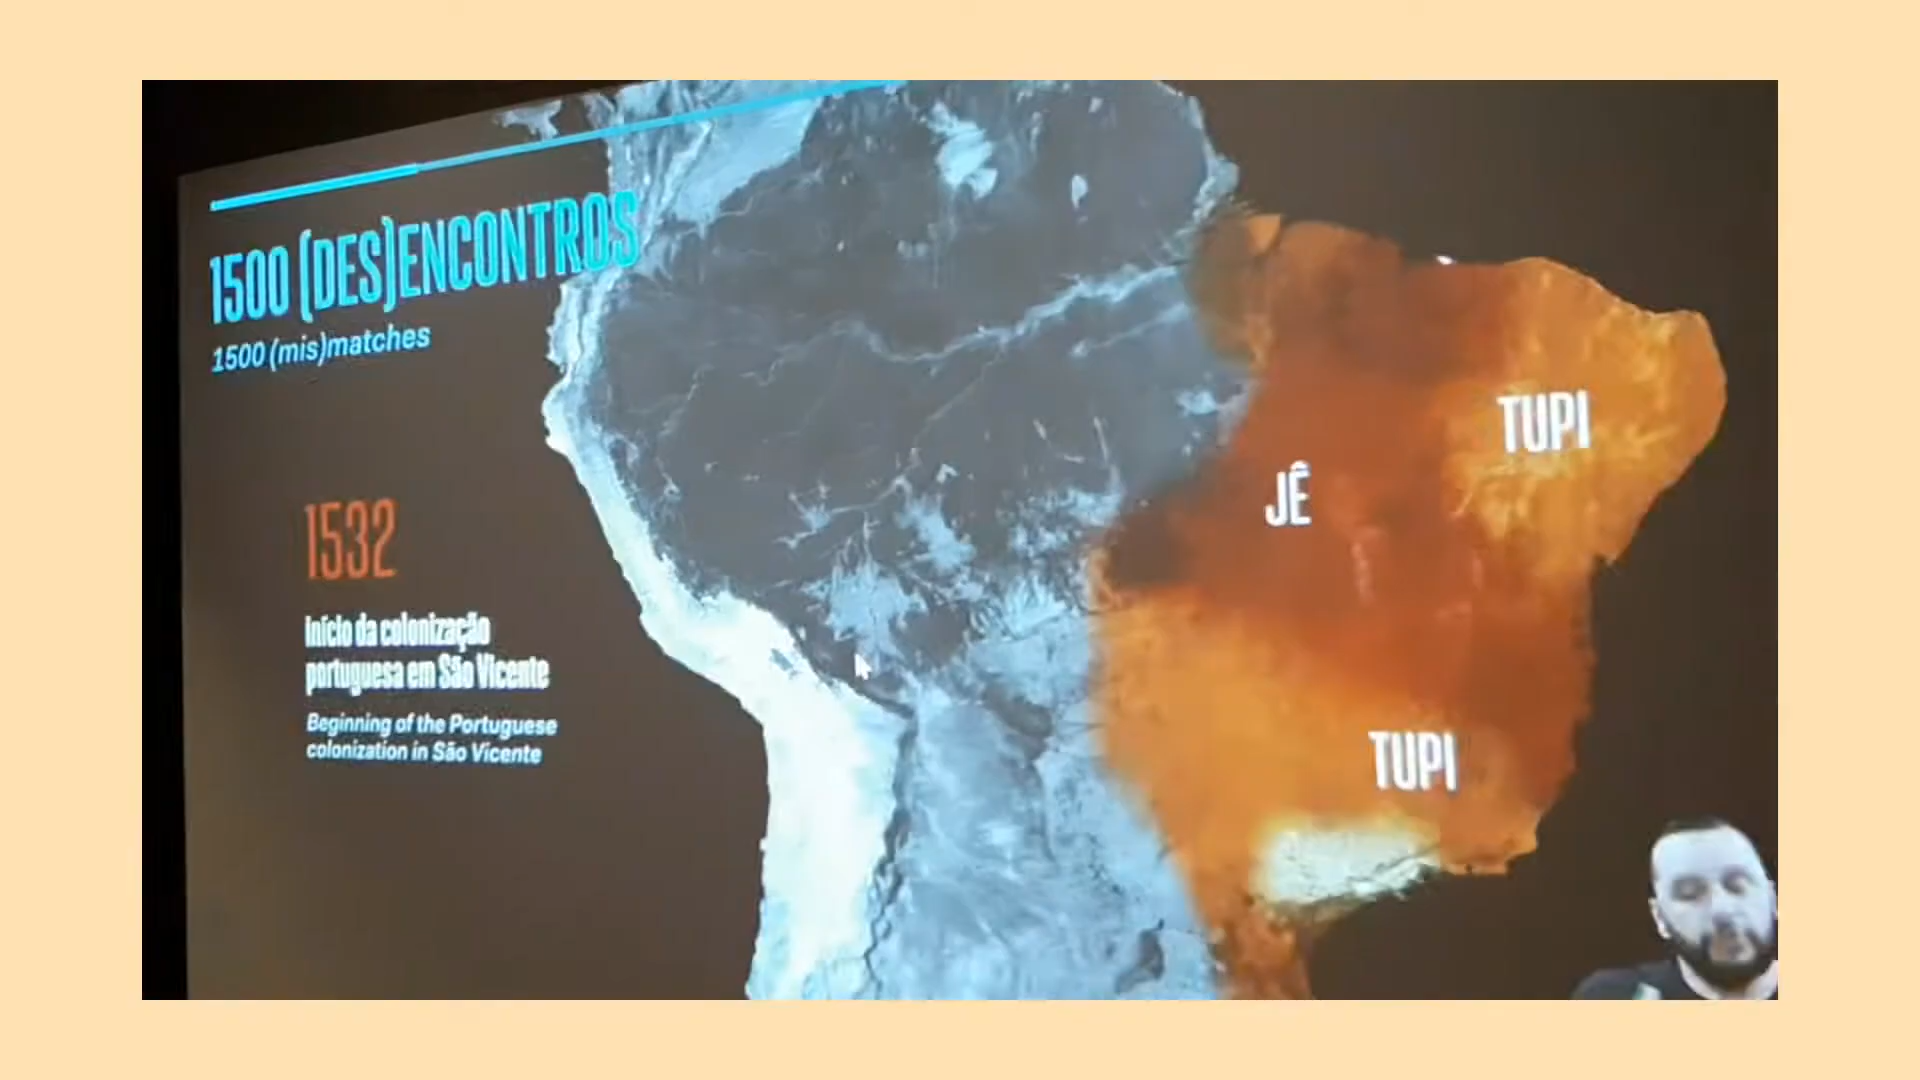 1500 (DES)ENCONTROS
1500 (mis)matches
1532
Início da colonização
portuguesa em São Vicente
Beginning of the Portuguese
colonization in São Vicente
TUPI
JÊ
TUPI